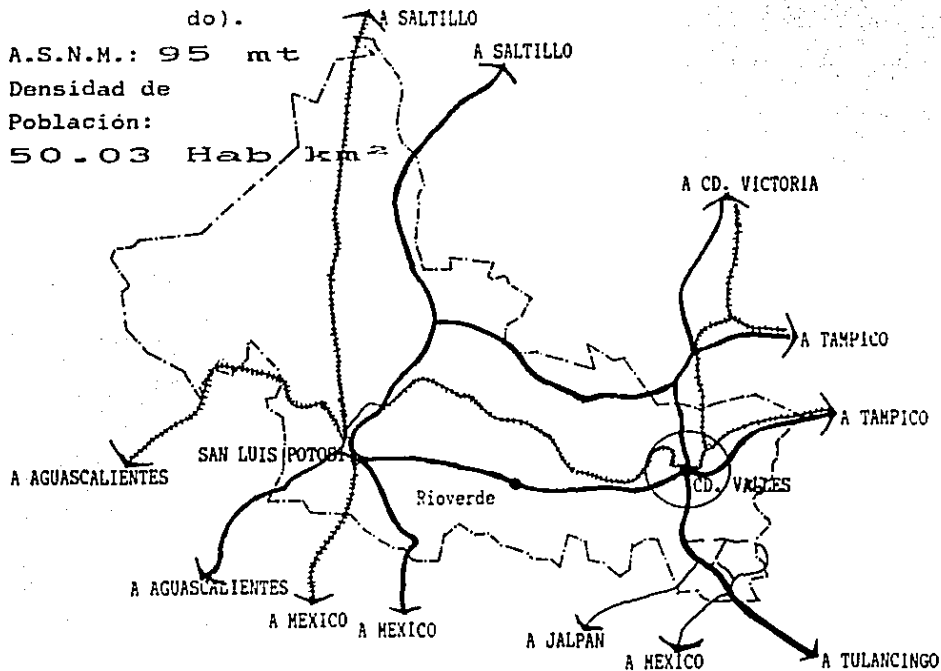 do).
A SALTILLO
A.S.N.M.: 95 mt
A SALTILLO
Densidad de
Población:
50.03 Hab km²
A CD. VICTORIA
A TAMPICO
A TAMPICO
SAN LUIS POTOSI
A AGUASCALIENTES
CD. VALLES
Rioverde
A AGUASCALIENTES
A MEXICO
A MEXICO
A JALPAN
A MEXICO
A TULANCINGO